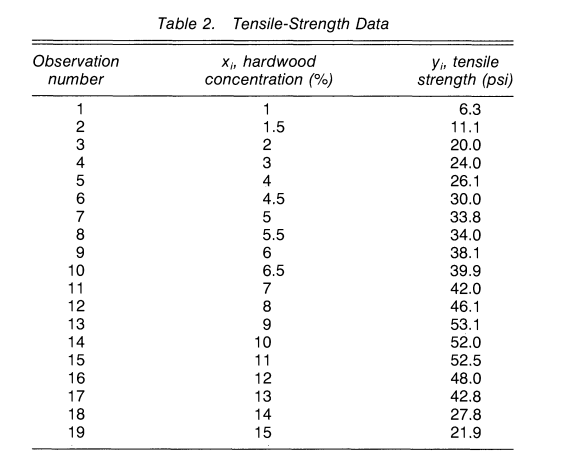 Table 2. Tensile-Strength Data
Observation number xᵢ, hardwood concentration (%) yᵢ, tensile strength (psi)
1 1 6.3
2 1.5 11.1
3 2 20.0
4 3 24.0
5 4 26.1
6 4.5 30.0
7 5 33.8
8 5.5 34.0
9 6 38.1
10 6.5 39.9
11 7 42.0
12 8 46.1
13 9 53.1
14 10 52.0
15 11 52.5
16 12 48.0
17 13 42.8
18 14 27.8
19 15 21.9